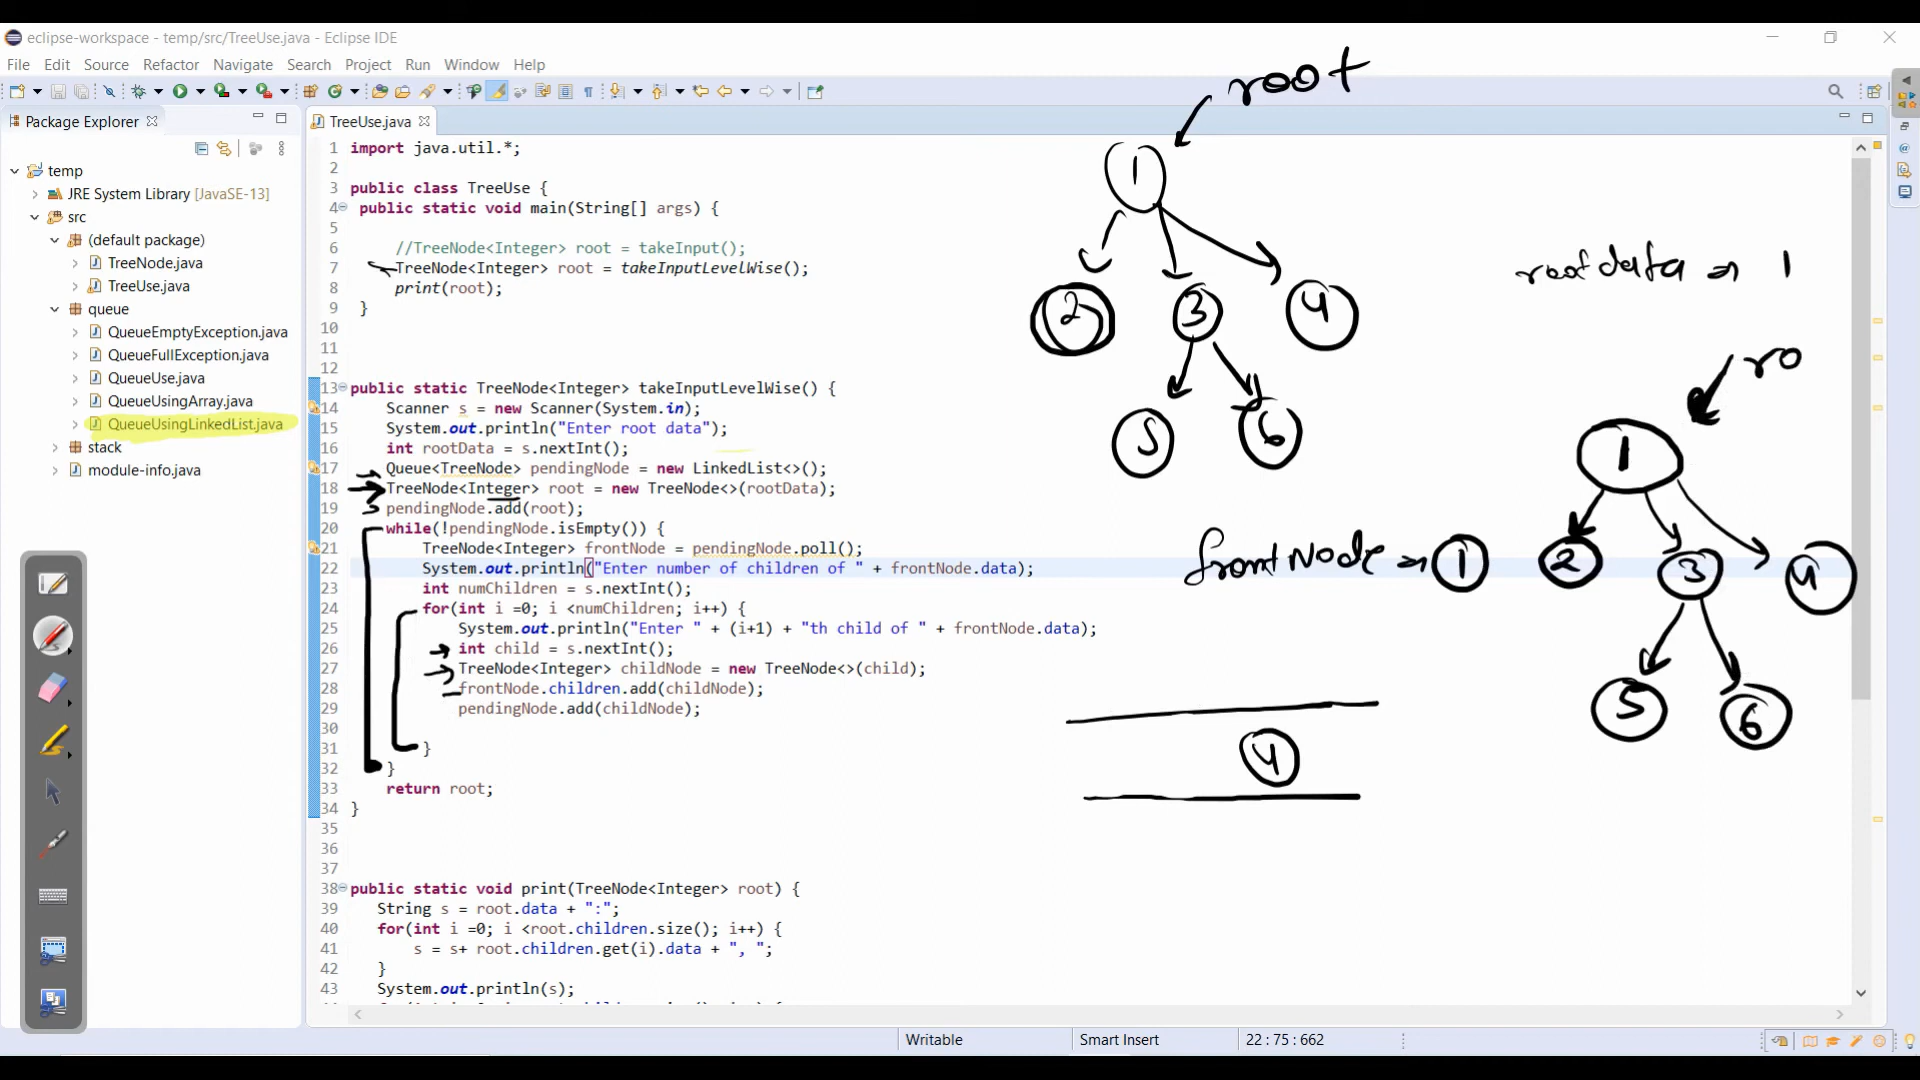 eclipse-workspace - temp/src/TreeUse.java - Eclipse IDE
File Edit Source Refactor Navigate Search Project Run Window Help
Package Explorer
temp
JRE System Library [JavaSE-13]
src
(default package)
TreeNode.java
TreeUse.java
queue
QueueEmptyException.java
QueueFullException.java
QueueUse.java
QueueUsingArray.java
QueueUsingLinkedList.java
stack
module-info.java
TreeUse.java
1 import java.util.*;
2
3 public class TreeUse {
4 public static void main(String[] args) {
5
6 //TreeNode<Integer> root = takeInput();
7 TreeNode<Integer> root = takeInputLevelWise();
8 print(root);
9 }
10
11
12
13 public static TreeNode<Integer> takeInputLevelWise() {
14 Scanner s = new Scanner(System.in);
15 System.out.println("Enter root data");
16 int rootData = s.nextInt();
17 Queue<TreeNode> pendingNode = new LinkedList<>();
18 TreeNode<Integer> root = new TreeNode<>(rootData);
19 pendingNode.add(root);
20 while(!pendingNode.isEmpty()) {
21 TreeNode<Integer> frontNode = pendingNode.poll();
22 System.out.println("Enter number of children of " + frontNode.data);
23 int numChildren = s.nextInt();
24 for(int i =0; i <numChildren; i++) {
25 System.out.println("Enter " + (i+1) + "th child of " + frontNode.data);
26 int child = s.nextInt();
27 TreeNode<Integer> childNode = new TreeNode<>(child);
28 frontNode.children.add(childNode);
29 pendingNode.add(childNode);
30
31 }
32 }
33 return root;
34 }
35
36
37
38 public static void print(TreeNode<Integer> root) {
39 String s = root.data + ":";
40 for(int i =0; i <root.children.size(); i++) {
41 s = s+ root.children.get(i).data + ", ";
42 }
43 System.out.println(s);
root
1
2 3 4
5 6
rootdata 1
ro
1
2 3 4
5 6
frontNode 1
4
Writable Smart Insert 22 : 75 : 662